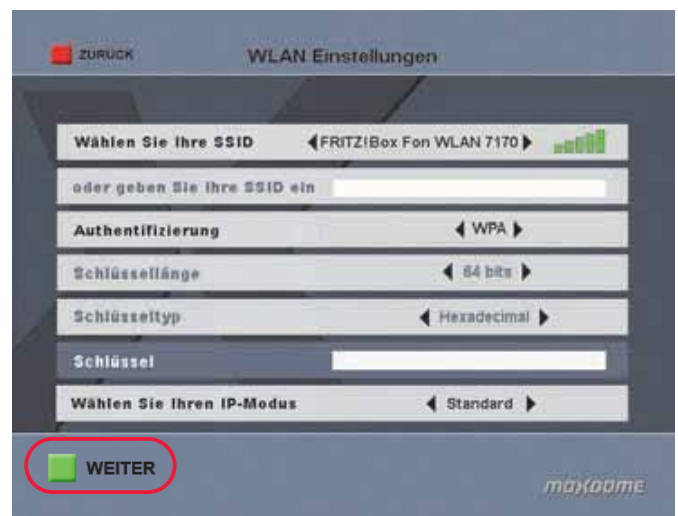 ZURÜCK WLAN Einstellungen
Wählen Sie Ihre SSID FRITZ!Box Fon WLAN 7170
oder geben Sie Ihre SSID ein
Authentifizierung WPA
Schlüssellänge 64 bits
Schlüsseltyp Hexadecimal
Schlüssel
Wählen Sie Ihren IP-Modus Standard
WEITER
maxdome